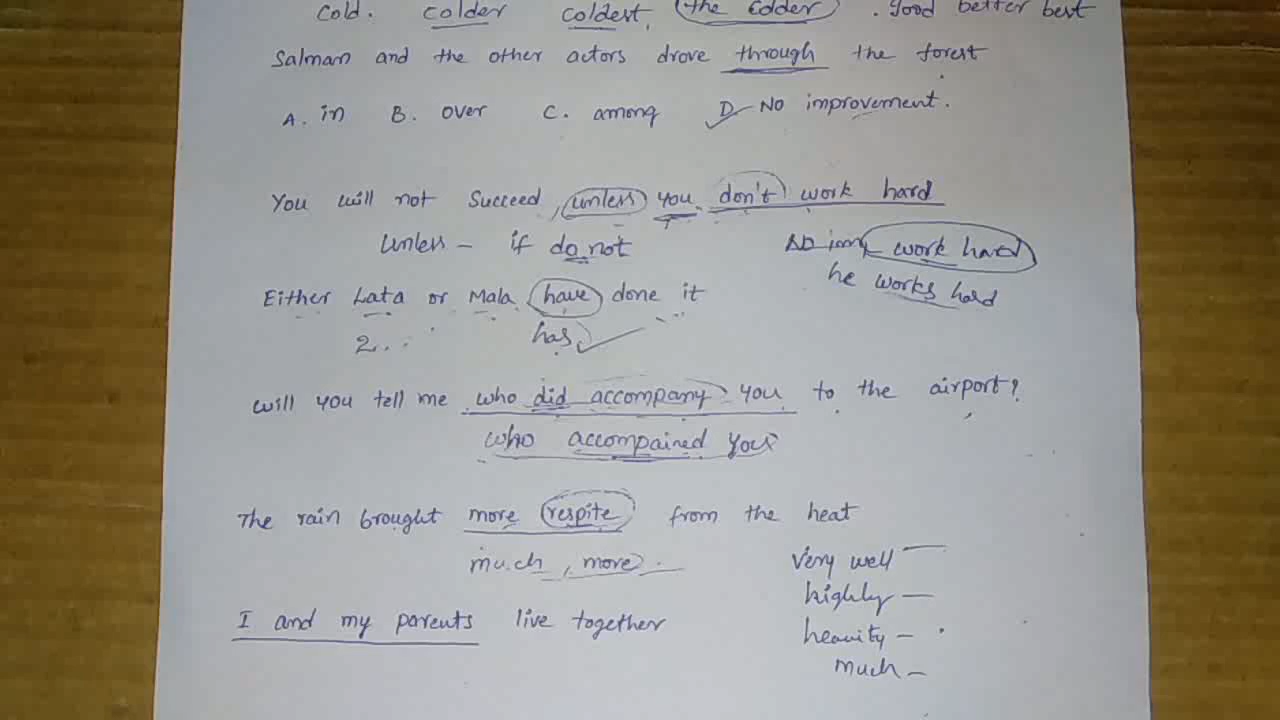 Cold. Colder Coldest, the Colder . Good better best
Salman and the other actors drove through the forest
A. in B. over C. among D No improvement.
You will not Succeed, unless you don't work hard
Unless - if do not
work hard
he works hard
Either Lata or Mala have done it
2.. has
will you tell me who did accompany you to the airport?
who accompained you
The rain brought more respite from the heat
much, more.
very well
highly -
I and my parents live together
heavity -
much -